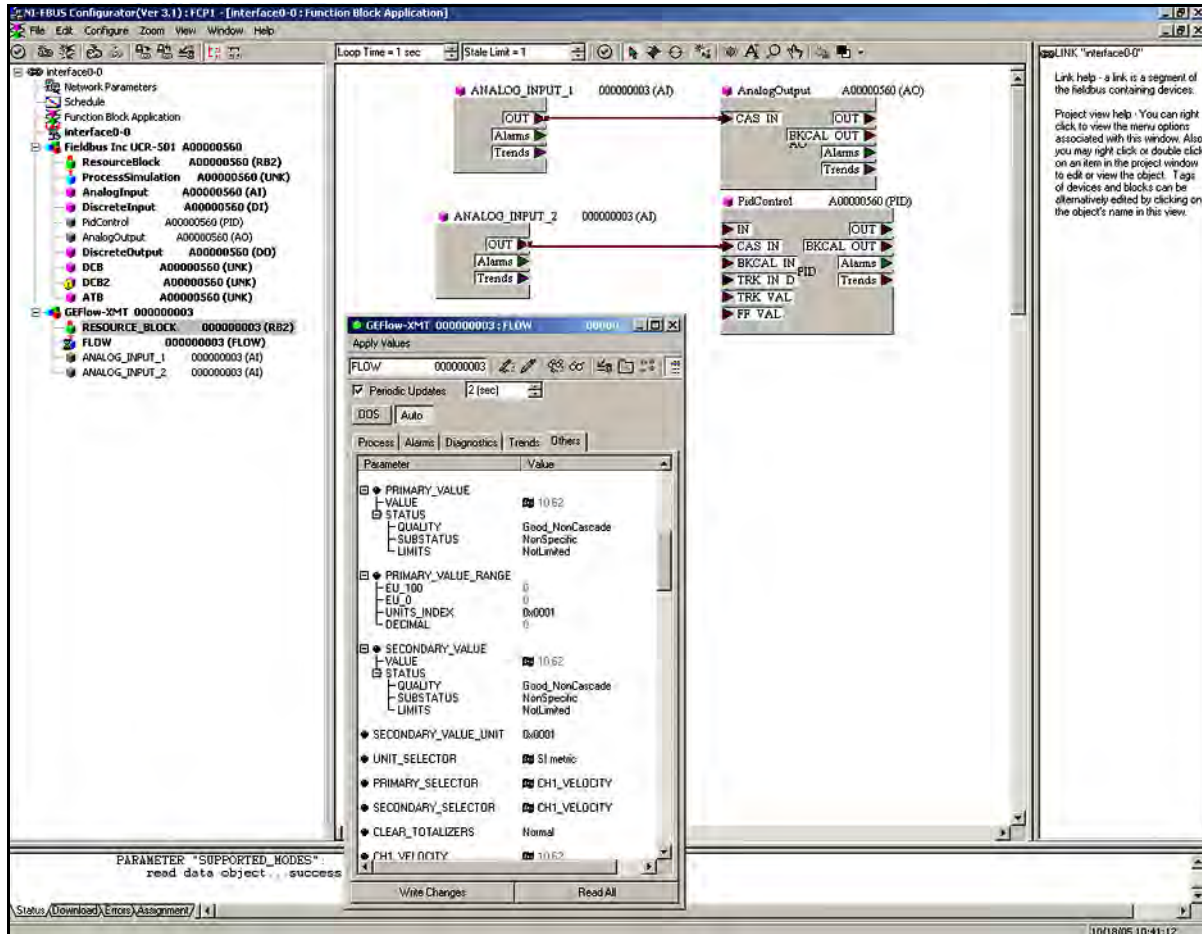 NI-FBUS Configurator(Ver 3.1) : FCP1 - [interface0-0 : Function Block Application]
File Edit Configure Zoom View Window Help
Loop Time = 1 sec Stale Limit = 1
interface0-0
Network Parameters
Schedule
Function Block Application
interface0-0
Fieldbus Inc UCR-501 A00000560
ResourceBlock A00000560 (RB2)
ProcessSimulation A00000560 (UNK)
AnalogInput A00000560 (AI)
DiscreteInput A00000560 (DI)
PidControl A00000560 (PID)
AnalogOutput A00000560 (AO)
DiscreteOutput A00000560 (DO)
DCB A00000560 (UNK)
DCB2 A00000560 (UNK)
ATB A00000560 (UNK)
GEFlow-XMT 000000003
RESOURCE_BLOCK 000000003 (RB2)
FLOW 000000003 (FLOW)
ANALOG_INPUT_1 000000003 (AI)
ANALOG_INPUT_2 000000003 (AI)
ANALOG_INPUT_1 000000003 (AI)
OUT
Alarms
Trends
AnalogOutput A00000560 (AO)
CAS IN OUT
BKCAL OUT
AO
Alarms
Trends
ANALOG_INPUT_2 000000003 (AI)
OUT
Alarms
Trends
PidControl A00000560 (PID)
IN OUT
CAS IN BKCAL OUT
BKCAL IN Alarms
PID
TRK IN D Trends
TRK VAL
FF VAL
GEFlow-XMT 000000003 : FLOW 00000
Apply Values
FLOW 000000003
Periodic Updates 2 (sec)
OOS Auto
Process Alarms Diagnostics Trends Others
Parameter Value
PRIMARY_VALUE
VALUE 10.62
STATUS
QUALITY Good_NonCascade
SUBSTATUS NonSpecific
LIMITS NotLimited
PRIMARY_VALUE_RANGE
EU_100 0
EU_0 0
UNITS_INDEX 0x0001
DECIMAL 0
SECONDARY_VALUE
VALUE 10.62
STATUS
QUALITY Good_NonCascade
SUBSTATUS NonSpecific
LIMITS NotLimited
SECONDARY_VALUE_UNIT 0x0001
UNIT_SELECTOR SI metric
PRIMARY_SELECTOR CH1_VELOCITY
SECONDARY_SELECTOR CH1_VELOCITY
CLEAR_TOTALIZERS Normal
CH1_VELOCITY 10.62
Write Changes Read All
LINK "interface0-0"
Link help - a link is a segment of
the fieldbus containing devices.
Project view help - You can right
click to view the menu options
associated with this window. Also
you may right click or double click
on an item in the project window
to edit or view the object. Tags
of devices and blocks can be
alternatively edited by clicking on
the object's name in this view.
PARAMETER "SUPPORTED_MODES":
read data object... success
Status Download Errors Assignment
10/18/05 10:41:12